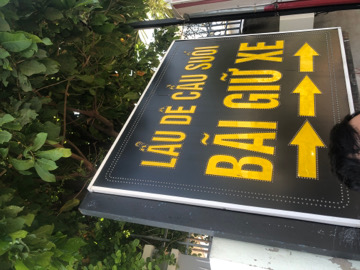 LẨU DÊ CẦU SUỐI
BÃI GIỮ XE